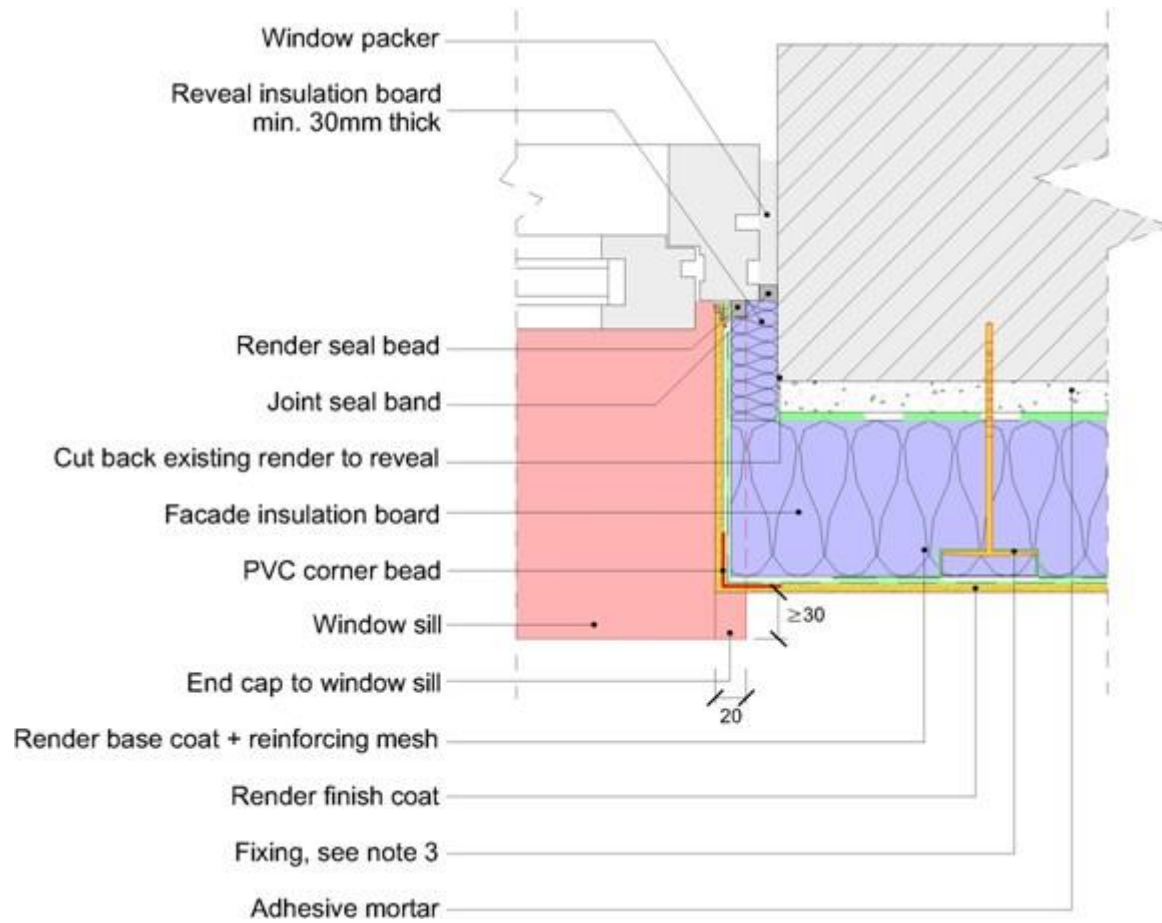 Window packer
Reveal insulation board
min. 30mm thick
Render seal bead
Joint seal band
Cut back existing render to reveal
Facade insulation board
PVC corner bead
≥30
Window sill
End cap to window sill
20
Render base coat + reinforcing mesh
Render finish coat
Fixing, see note 3
Adhesive mortar